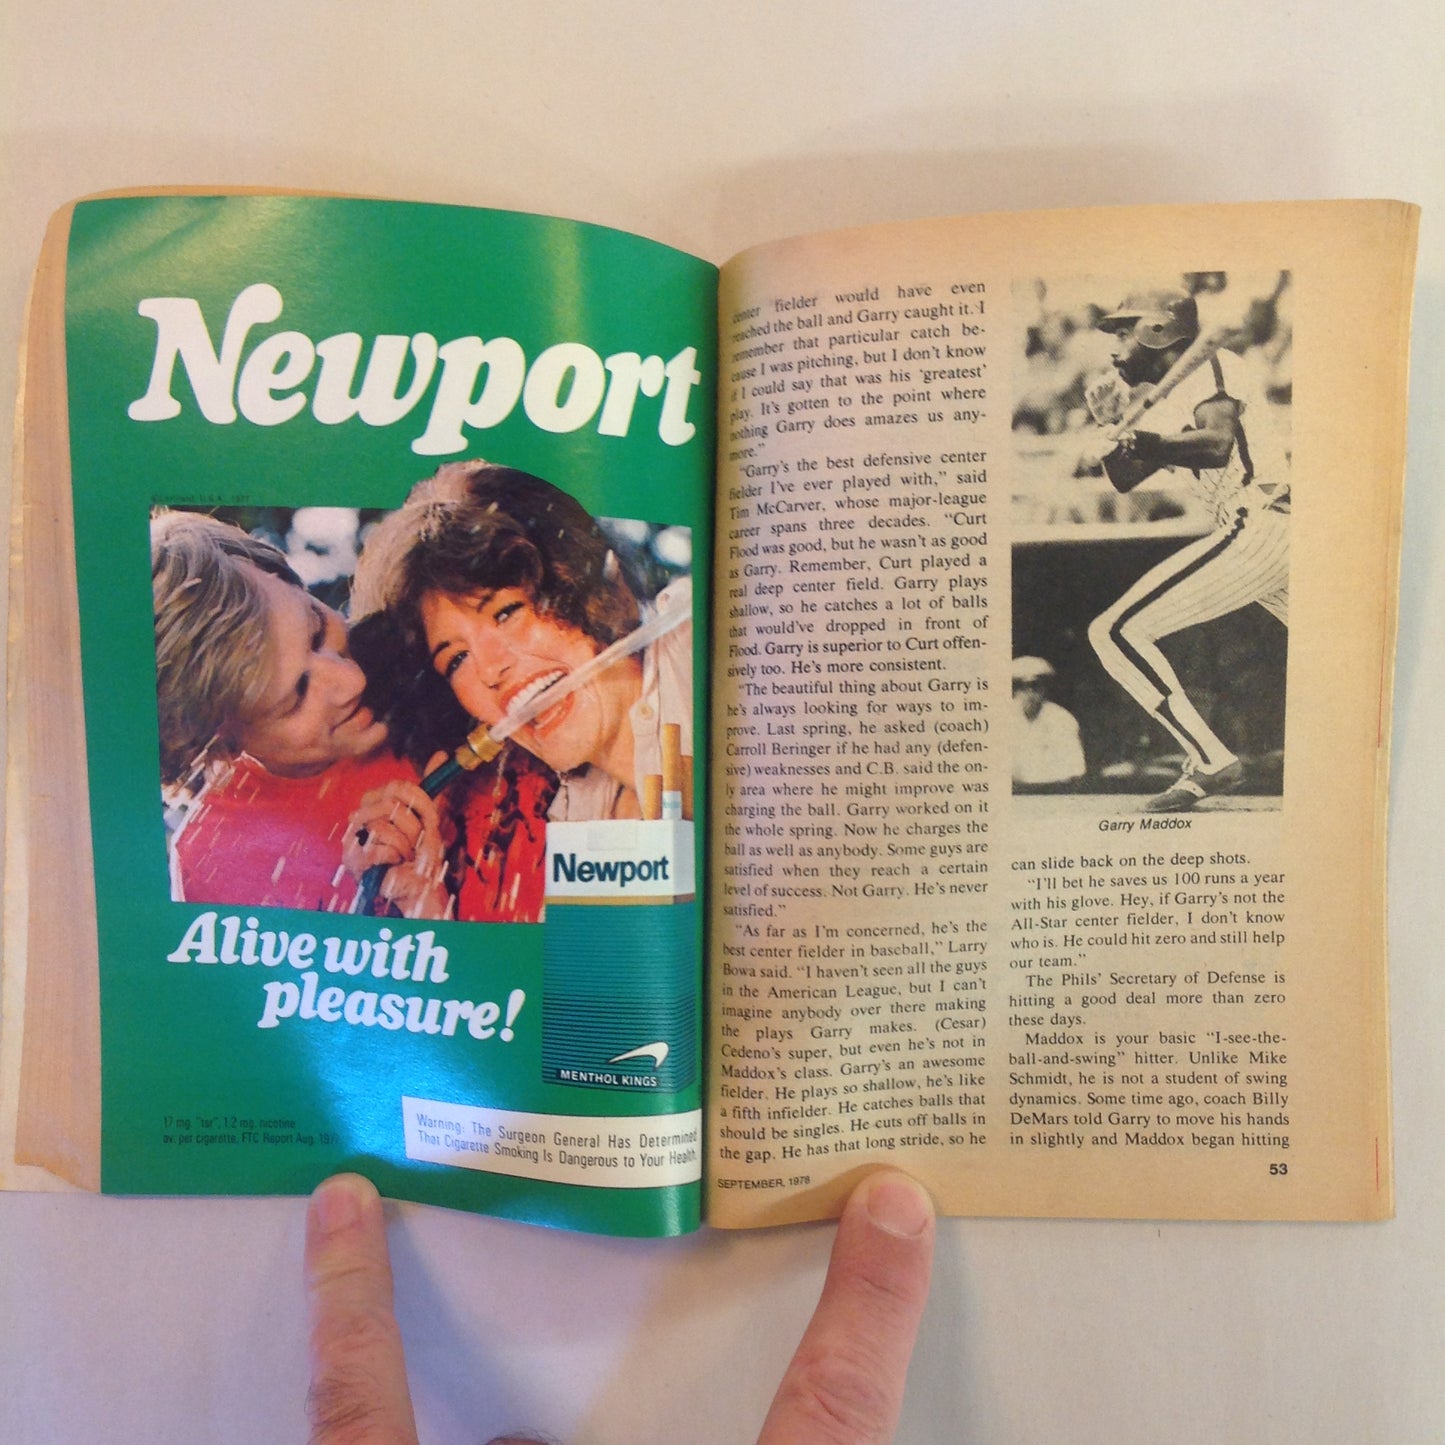 Newport
© Lorillard, U.S.A., 1977
Newport
MENTHOL KINGS
Alive with
pleasure!
17 mg. "tar", 1.2 mg. nicotine
av. per cigarette, FTC Report Aug. 197
Warning: The Surgeon General Has Determined
That Cigarette Smoking Is Dangerous to Your Health.
center fielder would have even
reached the ball and Garry caught it. I
remember that particular catch be-
cause I was pitching, but I don't know
if I could say that was his 'greatest'
play. It's gotten to the point where
nothing Garry does amazes us any-
more."
"Garry's the best defensive center
fielder I've ever played with," said
Tim McCarver, whose major-league
career spans three decades. "Curt
Flood was good, but he wasn't as good
as Garry. Remember, Curt played a
real deep center field. Garry plays
shallow, so he catches a lot of balls
that would've dropped in front of
Flood. Garry is superior to Curt offen-
sively too. He's more consistent.
"The beautiful thing about Garry is
he's always looking for ways to im-
prove. Last spring, he asked (coach)
Carroll Beringer if he had any (defen-
sive) weaknesses and C.B. said the on-
ly area where he might improve was
charging the ball. Garry worked on it
the whole spring. Now he charges the
ball as well as anybody. Some guys are
satisfied when they reach a certain
level of success. Not Garry. He's never
satisfied."
"As far as I'm concerned, he's the
best center fielder in baseball," Larry
Bowa said. "I haven't seen all the guys
in the American League, but I can't
imagine anybody over there making
the plays Garry makes. (Cesar)
Cedeno's super, but even he's not in
Maddox's class. Garry's an awesome
fielder. He plays so shallow, he's like
a fifth infielder. He catches balls that
should be singles. He cuts off balls in
the gap. He has that long stride, so he
SEPTEMBER, 1978
Garry Maddox
can slide back on the deep shots.
"I'll bet he saves us 100 runs a year
with his glove. Hey, if Garry's not the
All-Star center fielder, I don't know
who is. He could hit zero and still help
our team."
The Phils' Secretary of Defense is
hitting a good deal more than zero
these days.
Maddox is your basic "I-see-the-
ball-and-swing" hitter. Unlike Mike
Schmidt, he is not a student of swing
dynamics. Some time ago, coach Billy
DeMars told Garry to move his hands
in slightly and Maddox began hitting
53